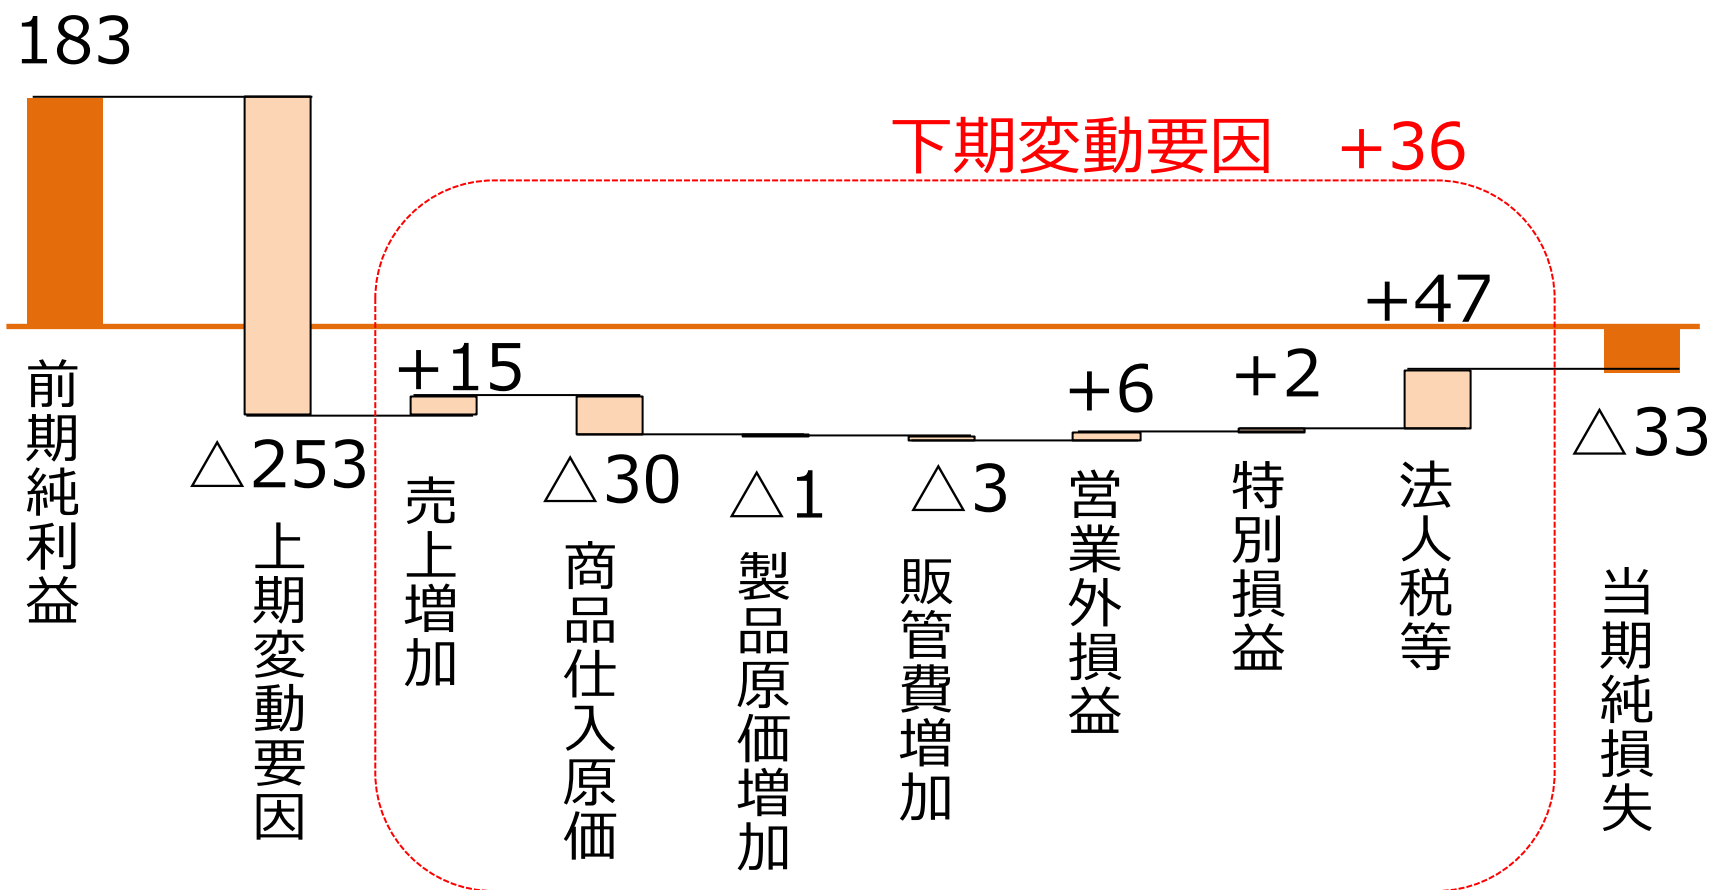 183
下期変動要因 +36
前期純利益
△253
上期変動要因
+15
売上増加
△30
商品仕入原価
△1
製品原価増加
△3
販管費増加
+6
営業外損益
+2
特別損益
+47
法人税等
△33
当期純損失